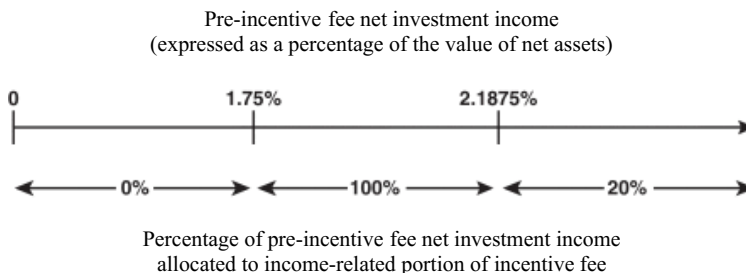 Pre-incentive fee net investment income
(expressed as a percentage of the value of net assets)
0 1.75% 2.1875%
0% 100% 20%
Percentage of pre-incentive fee net investment income
allocated to income-related portion of incentive fee